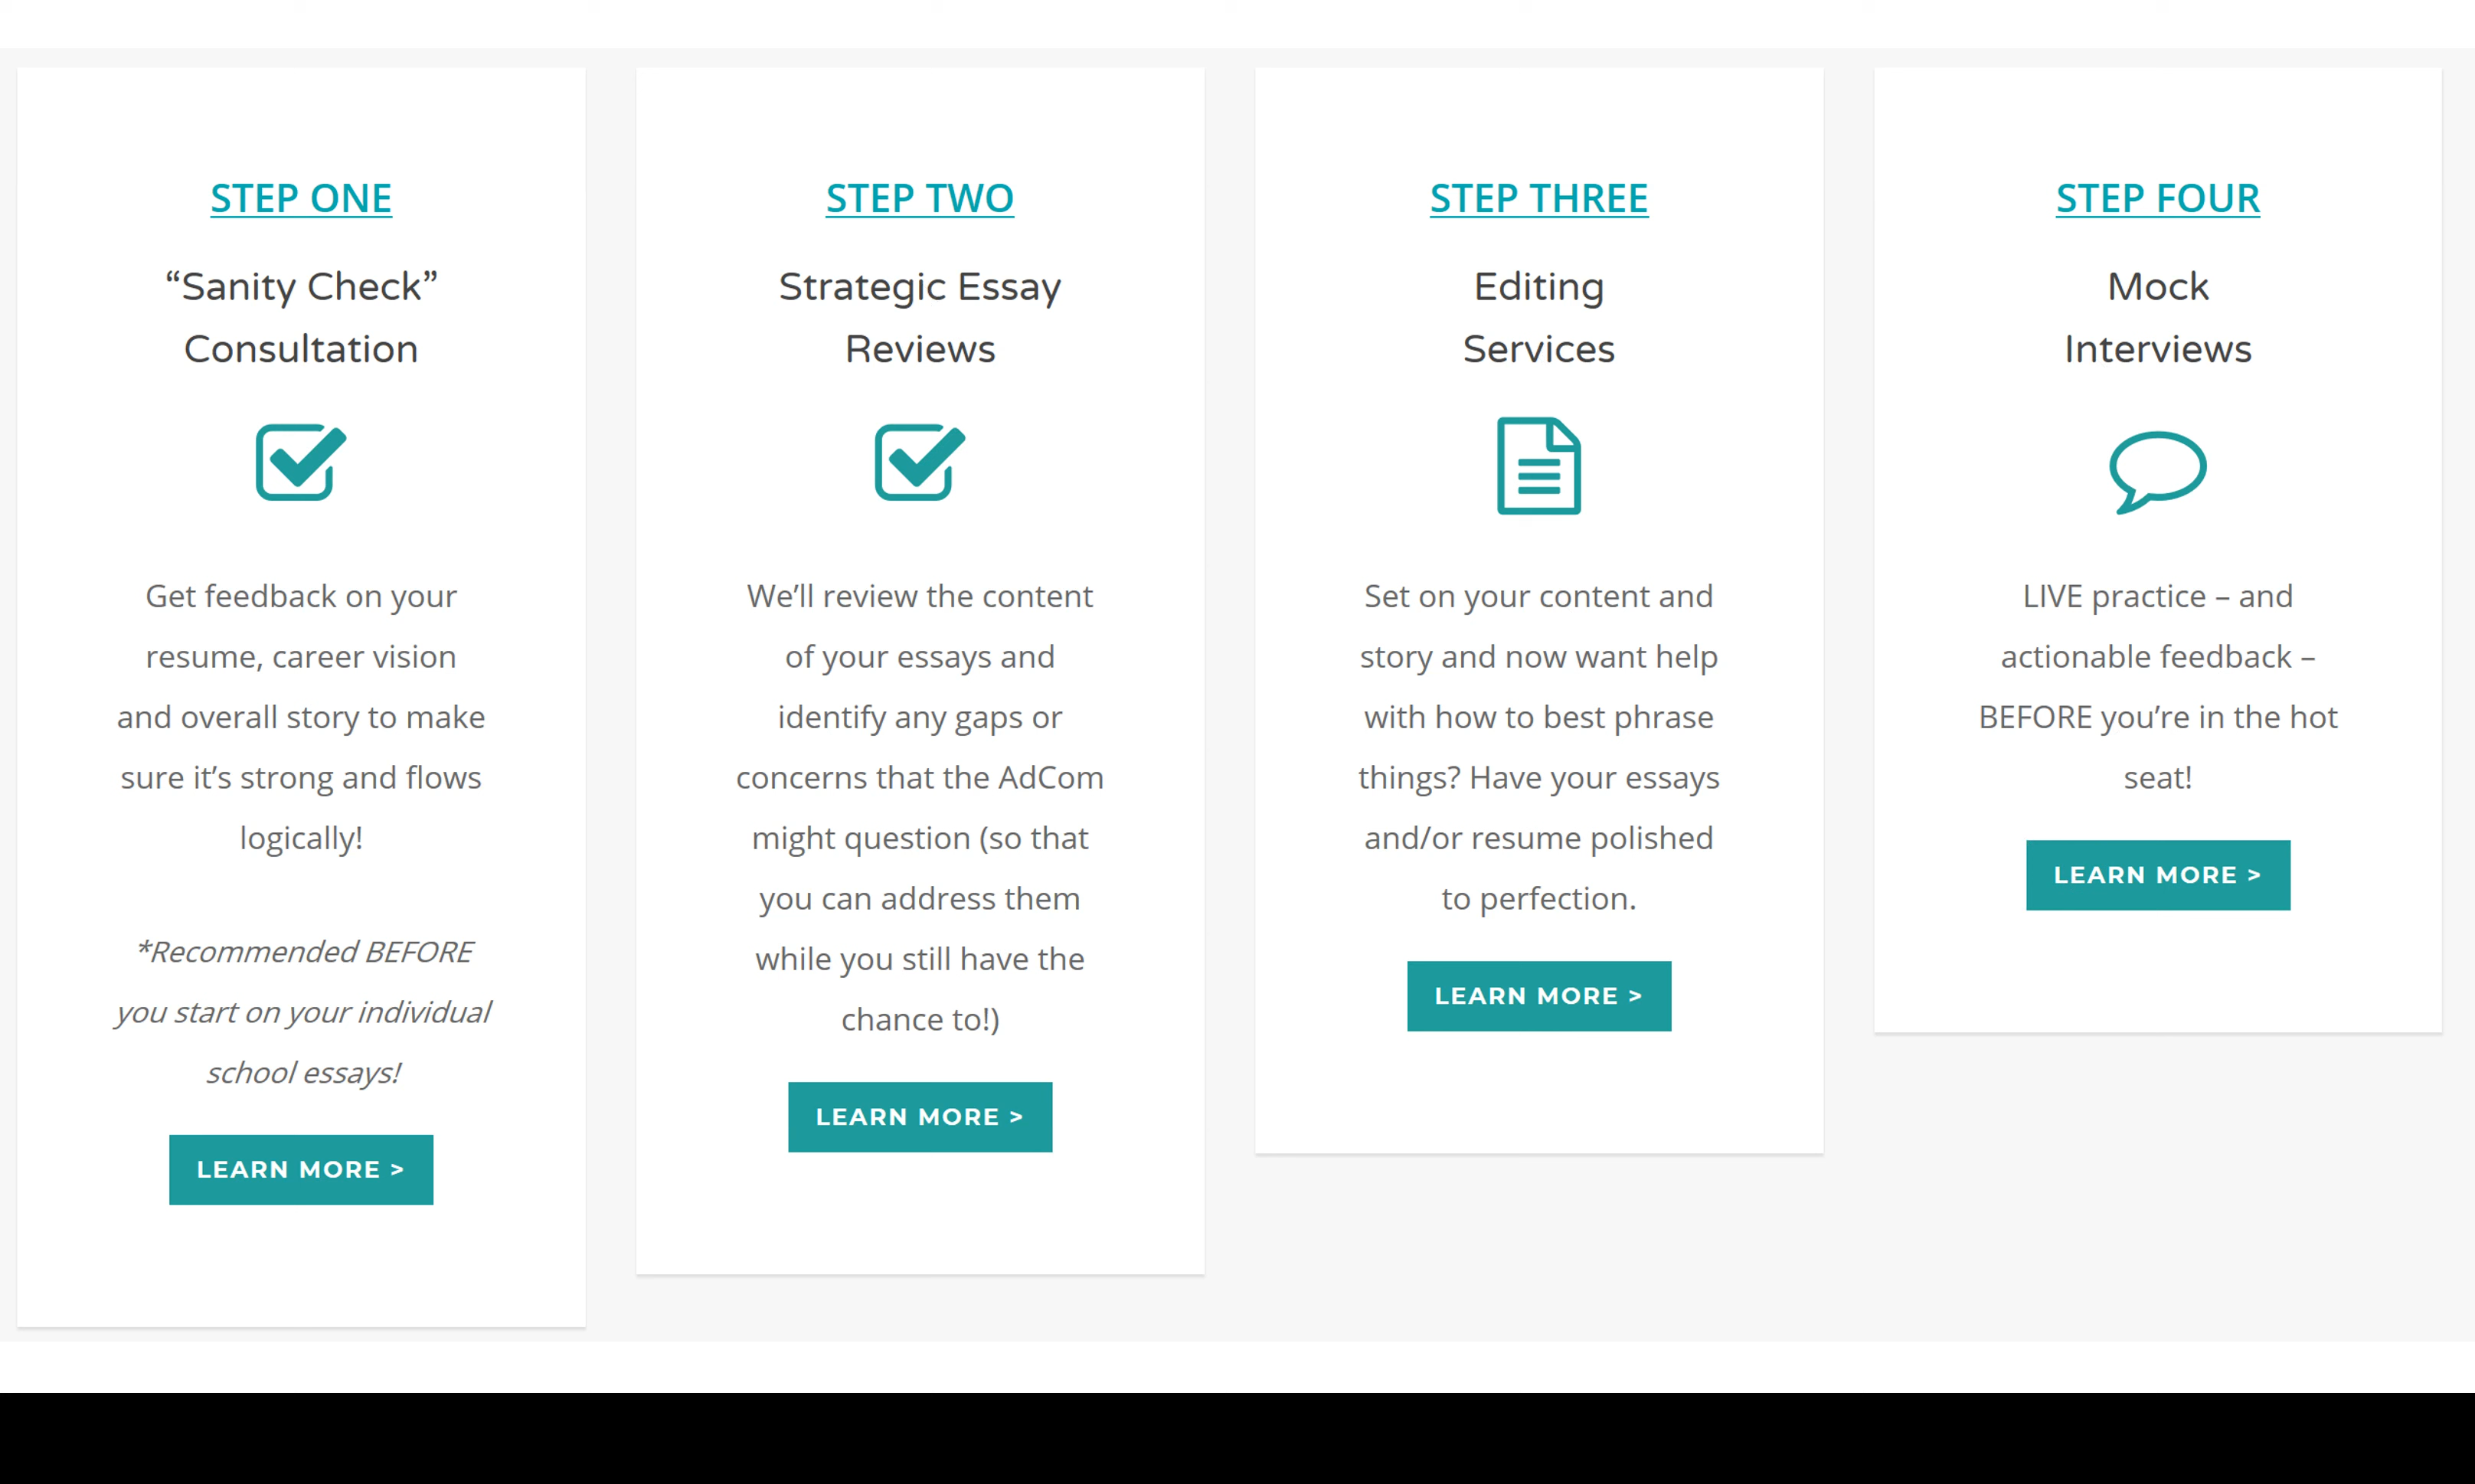 STEP ONE
“Sanity Check”
Consultation
Get feedback on your
resume, career vision
and overall story to make
sure it’s strong and flows
logically!
*Recommended BEFORE
you start on your individual
school essays!
LEARN MORE >
STEP TWO
Strategic Essay
Reviews
We’ll review the content
of your essays and
identify any gaps or
concerns that the AdCom
might question (so that
you can address them
while you still have the
chance to!)
LEARN MORE >
STEP THREE
Editing
Services
Set on your content and
story and now want help
with how to best phrase
things? Have your essays
and/or resume polished
to perfection.
LEARN MORE >
STEP FOUR
Mock
Interviews
LIVE practice – and
actionable feedback –
BEFORE you’re in the hot
seat!
LEARN MORE >